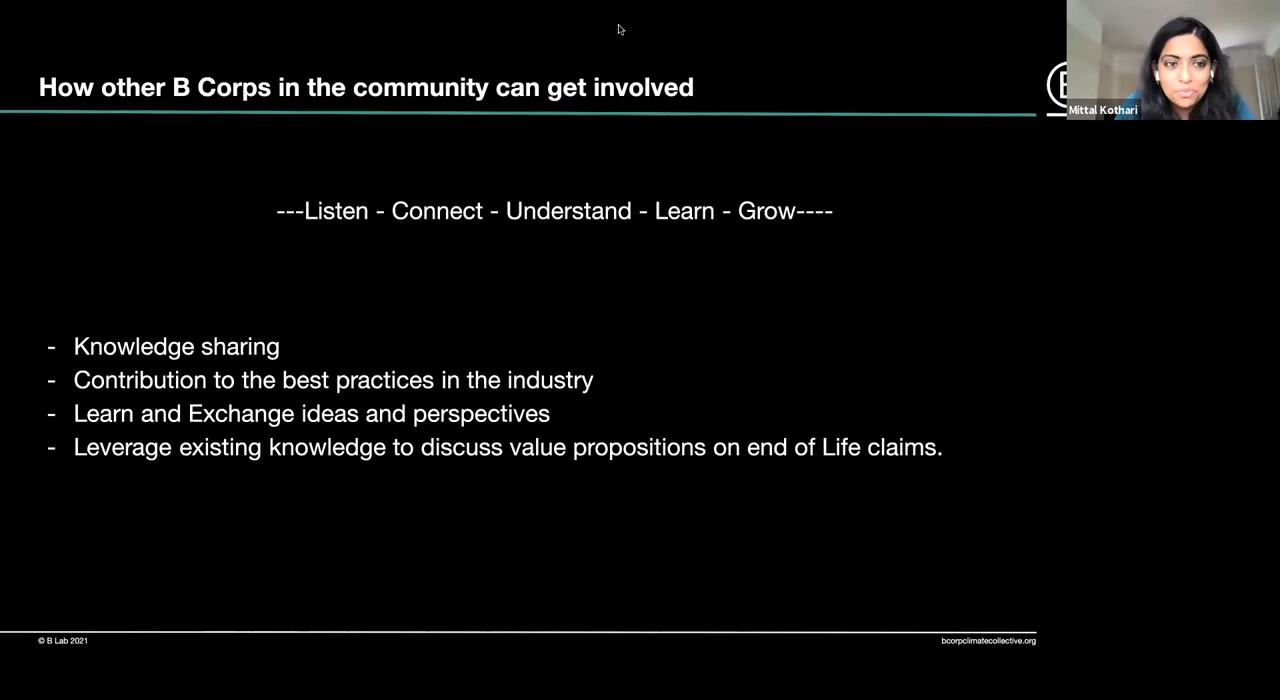 How other B Corps in the community can get involved
Mittal Kothari
---Listen - Connect - Understand - Learn - Grow----
- Knowledge sharing
- Contribution to the best practices in the industry
- Learn and Exchange ideas and perspectives
- Leverage existing knowledge to discuss value propositions on end of Life claims.
© B Lab 2021
bcorpclimatecollective.org